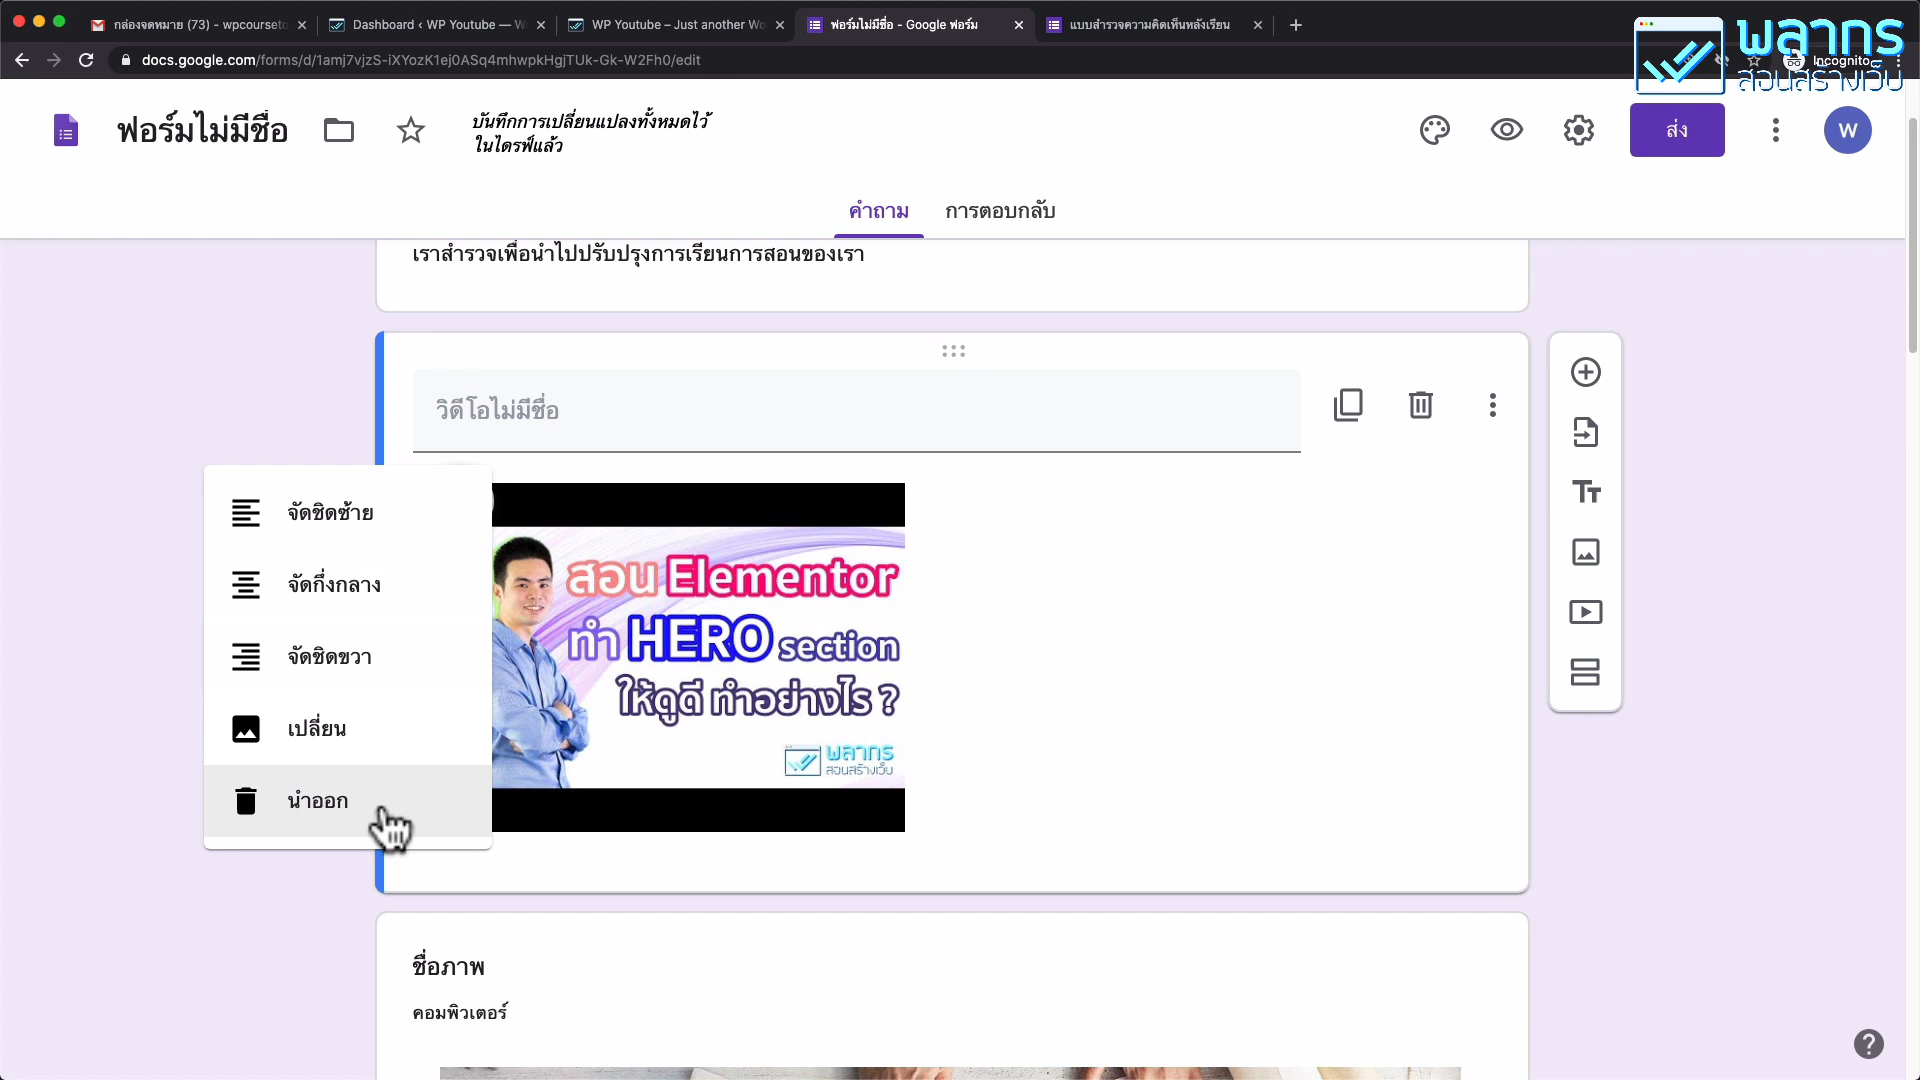 กล่องจดหมาย (73) - wpcourseto
Dashboard ‹ WP Youtube — W
WP Youtube – Just another Wo
ฟอร์มไม่มีชื่อ - Google ฟอร์ม
แบบสำรวจความคิดเห็นหลังเรียน
docs.google.com/forms/d/1amj7vjzS-iXYozK1ej0ASq4mhwpkHgjTUk-Gk-W2Fh0/edit
Incognito
พลากร
สอนสร้างเว็บ
ฟอร์มไม่มีชื่อ
บันทึกการเปลี่ยนแปลงทั้งหมดไว้
ในไดรฟ์แล้ว
ส่ง
W
คำถาม
การตอบกลับ
เราสำรวจเพื่อนำไปปรับปรุงการเรียนการสอนของเรา
วิดีโอไม่มีชื่อ
จัดชิดซ้าย
จัดกึ่งกลาง
จัดชิดขวา
เปลี่ยน
นำออก
สอน Elementor
ทำ HERO section
ให้ดูดี ทำอย่างไร ?
พลากร
สอนสร้างเว็บ
ชื่อภาพ
คอมพิวเตอร์